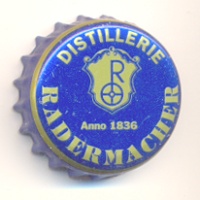 DISTILLERIE
R
Anno 1836
RADERMACHER